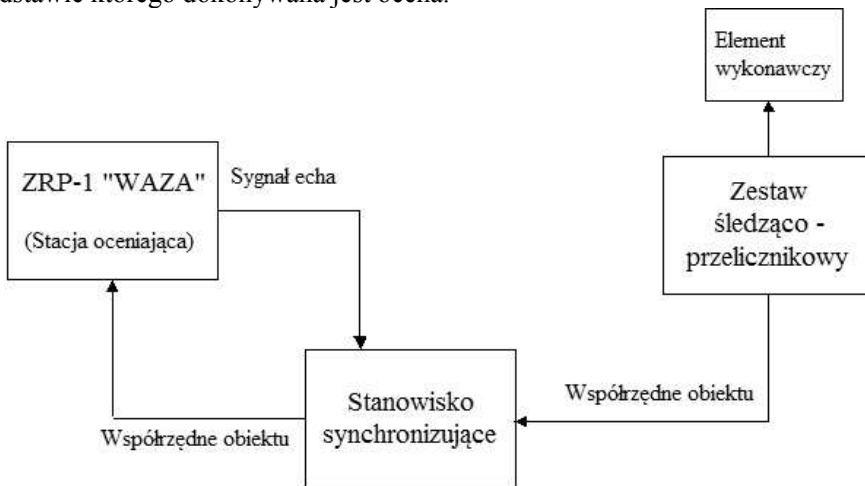 dstawie którego dokonywana jest ocena.
Element
wykonawczy
ZRP-1 "WAZA"
(Stacja oceniająca)
Sygnał echa
Zestaw
śledząco -
przelicznikowy
Współrzędne obiektu
Stanowisko
synchronizujące
Współrzędne obiektu